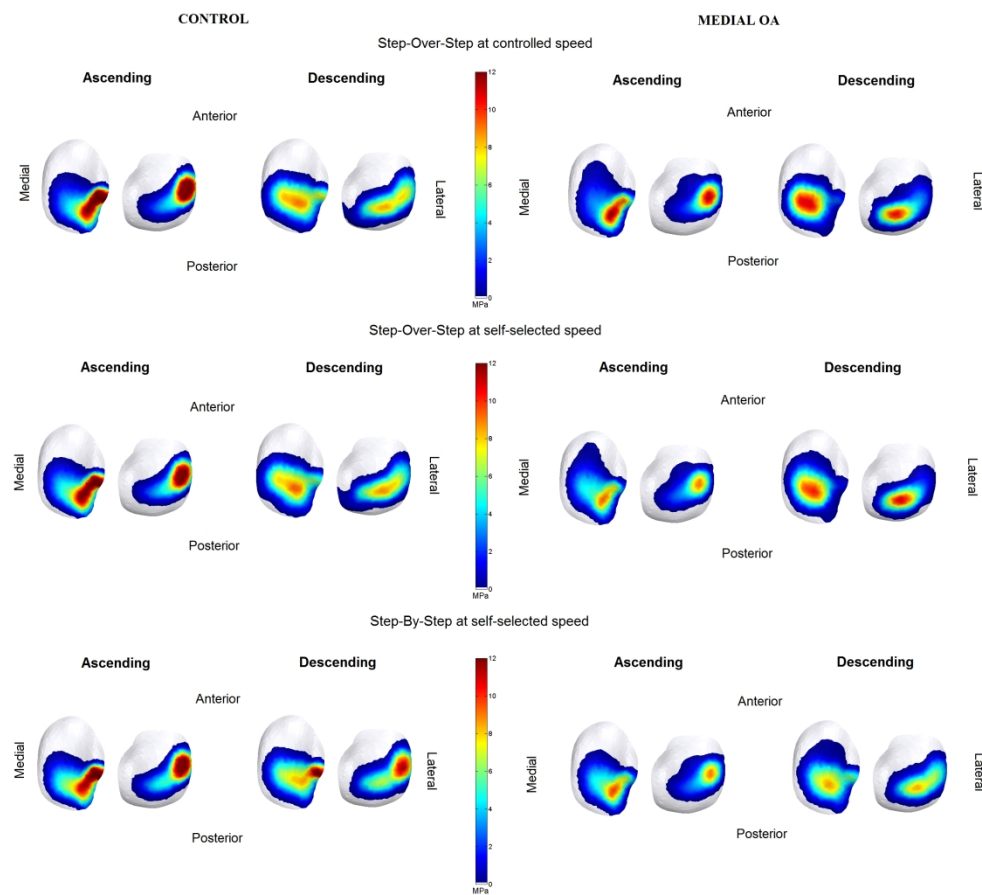 CONTROL
MEDIAL OA
Step-Over-Step at controlled speed
Ascending
Descending
12
10
8
6
4
2
0
MPa
Ascending
Descending
Anterior
Anterior
Medial
Lateral
Medial
Lateral
Posterior
Posterior
Step-Over-Step at self-selected speed
Ascending
Descending
12
10
8
6
4
2
0
MPa
Ascending
Descending
Anterior
Anterior
Medial
Lateral
Medial
Lateral
Posterior
Posterior
Step-By-Step at self-selected speed
Ascending
Descending
12
10
8
6
4
2
0
MPa
Ascending
Descending
Anterior
Anterior
Medial
Lateral
Medial
Lateral
Posterior
Posterior